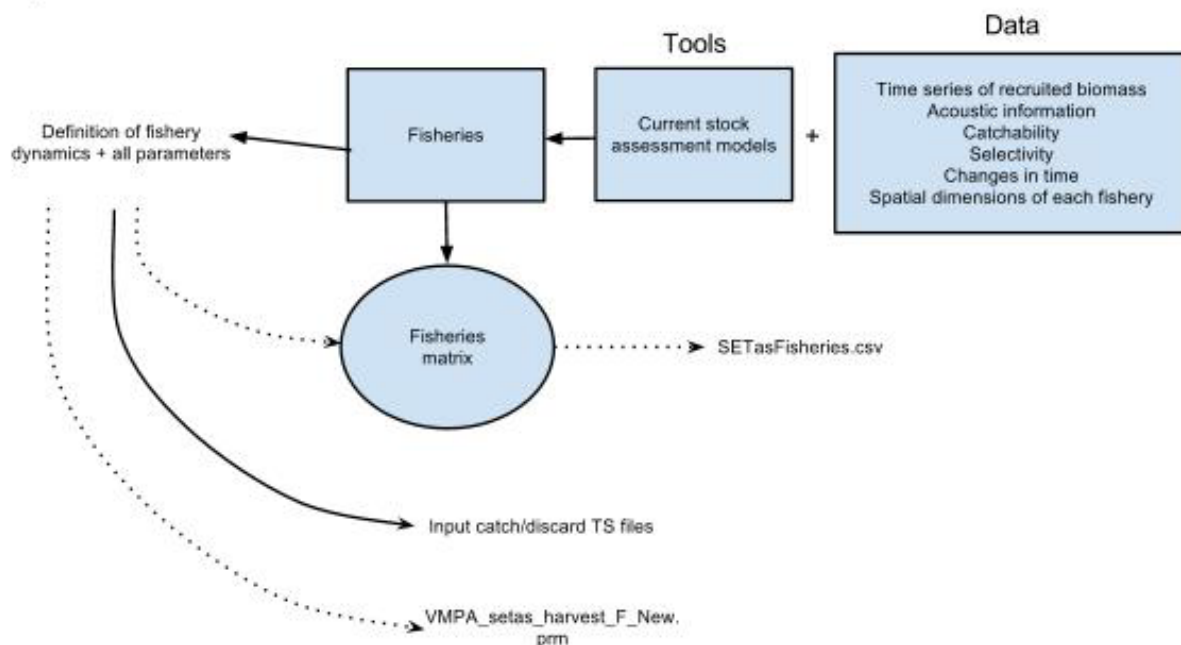 Tools
Data
Definition of fishery
dynamics + all parameters
Fisheries
Current stock
assessment models
+
Time series of recruited biomass
Acoustic information
Catchability
Selectivity
Changes in time
Spatial dimensions of each fishery
Fisheries
matrix
SETasFisheries.csv
Input catch/discard TS files
VMPA_setas_harvest_F_New.
prm